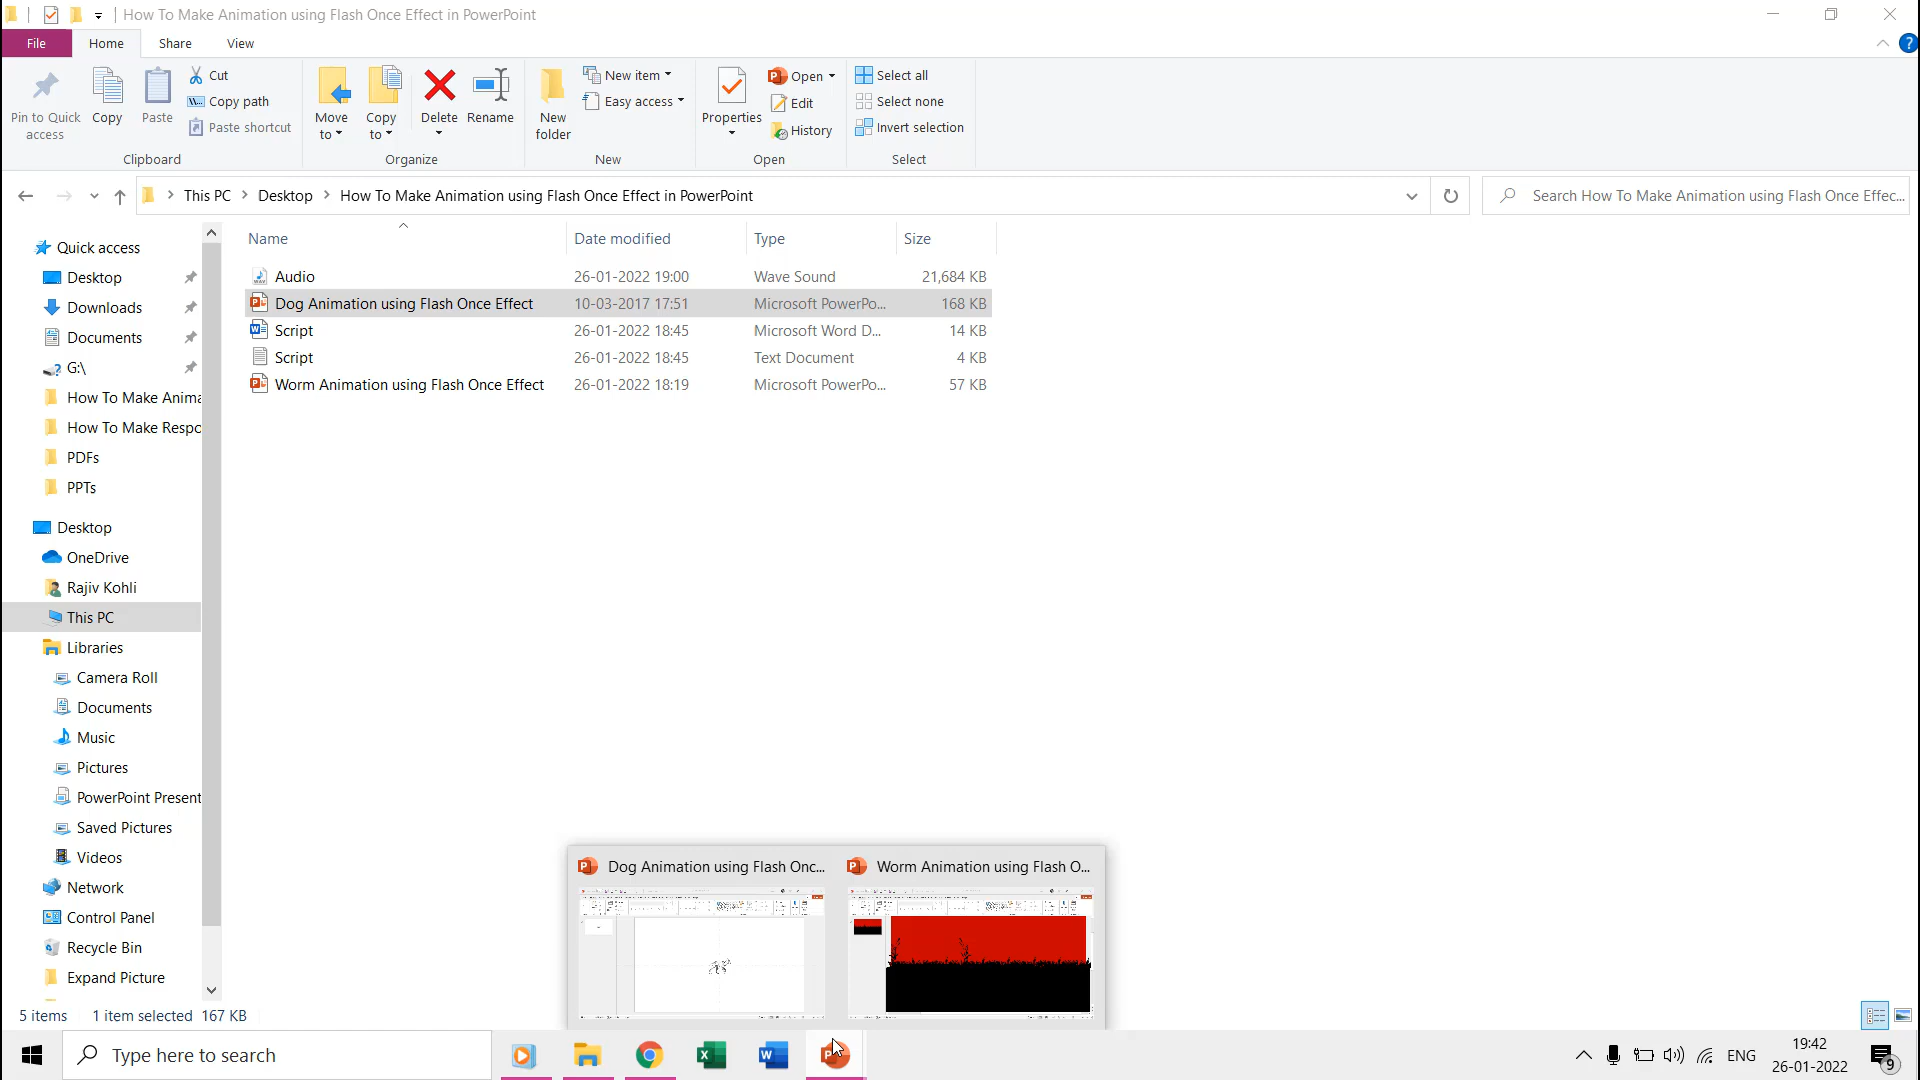 How To Make Animation using Flash Once Effect in PowerPoint
File Home Share View
Pin to Quick access
Copy
Paste
Cut
Copy path
Paste shortcut
Clipboard
Move to
Copy to
Delete
Rename
Organize
New folder
New item
Easy access
New
Properties
Open
Edit
History
Open
Select all
Select none
Invert selection
Select
This PC Desktop How To Make Animation using Flash Once Effect in PowerPoint
Search How To Make Animation using Flash Once Effec...
Name Date modified Type Size
Audio 26-01-2022 19:00 Wave Sound 21,684 KB
Dog Animation using Flash Once Effect 10-03-2017 17:51 Microsoft PowerPo... 168 KB
Script 26-01-2022 18:45 Microsoft Word D... 14 KB
Script 26-01-2022 18:45 Text Document 4 KB
Worm Animation using Flash Once Effect 26-01-2022 18:19 Microsoft PowerPo... 57 KB
Quick access
Desktop
Downloads
Documents
G:\
How To Make Anima
How To Make Respo
PDFs
PPTs
Desktop
OneDrive
Rajiv Kohli
This PC
Libraries
Camera Roll
Documents
Music
Pictures
PowerPoint Present
Saved Pictures
Videos
Network
Control Panel
Recycle Bin
Expand Picture
Dog Animation using Flash Onc...
Worm Animation using Flash O...
5 items 1 item selected 167 KB
Type here to search
ENG
19:42
26-01-2022
9